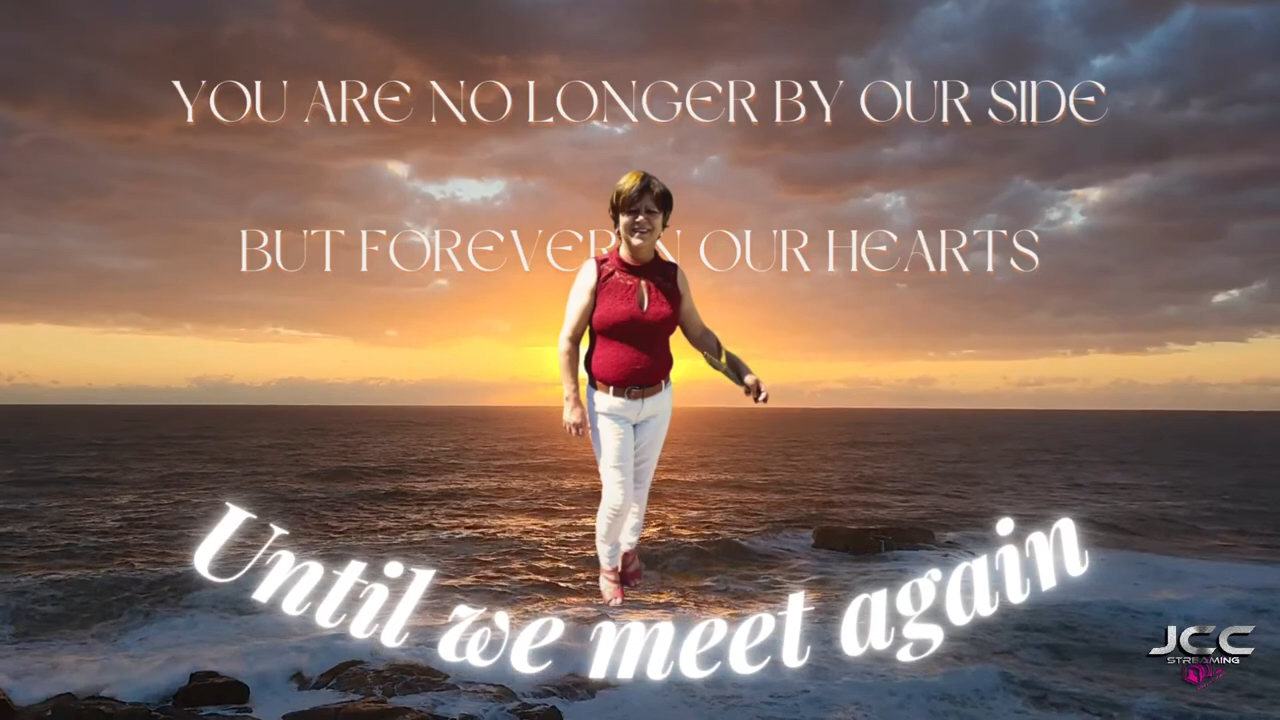 YOU ARE NO LONGER BY OUR SIDE
BUT FOREVER IN OUR HEARTS
Until we meet again
JCC
STREAMING